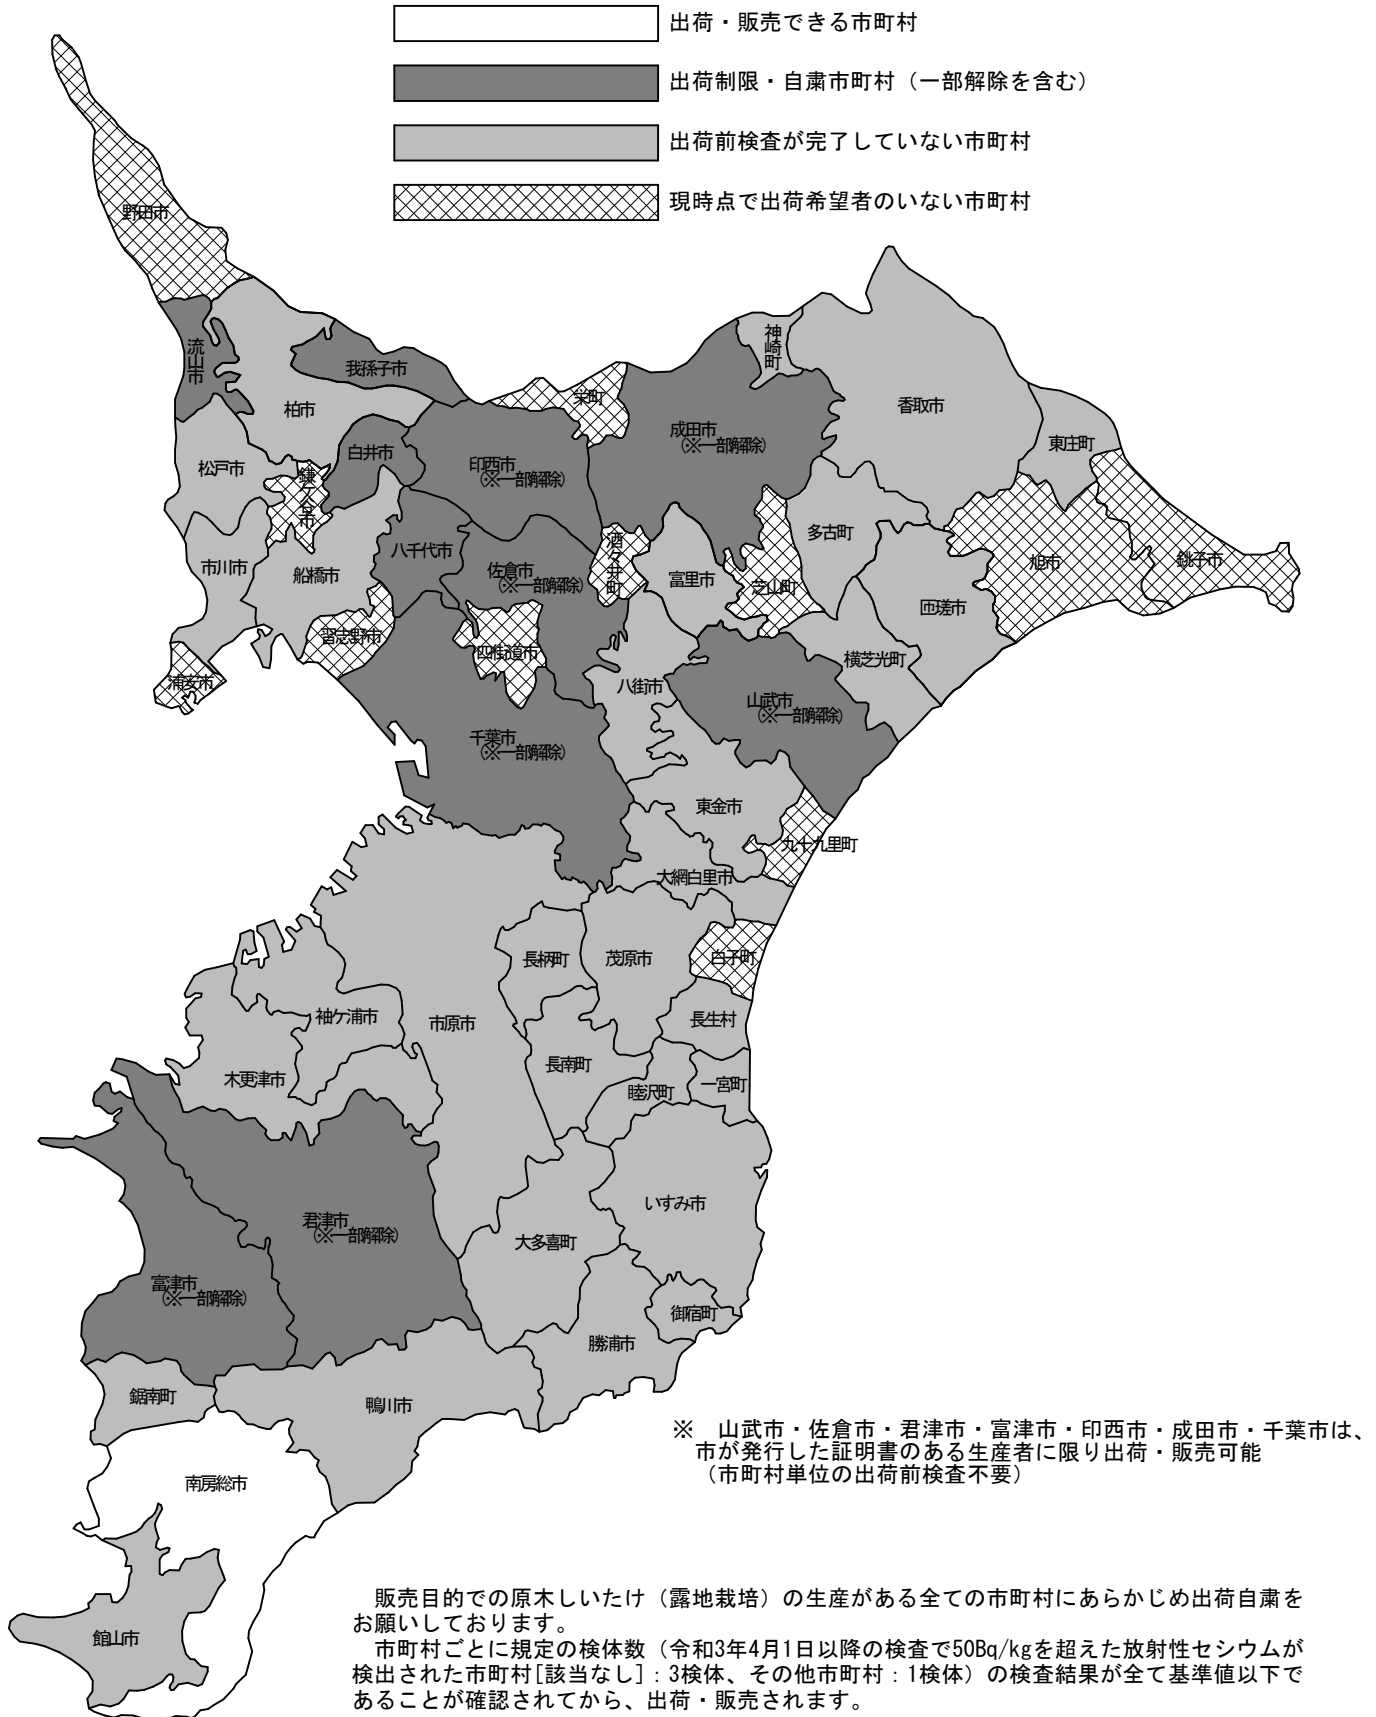 出荷・販売できる市町村
出荷制限・自粛市町村（一部解除を含む）
出荷前検査が完了していない市町村
現時点で出荷希望者のいない市町村
野田市
流山市
我孫子市
柏市
神崎町
栄町
香取市
成田市
(※一部解除)
東庄町
白井市
印西市
(※一部解除)
松戸市
鎌ケ谷市
多古町
八千代市
酒々井町
銚子市
旭市
市川市
船橋市
佐倉市
(※一部解除)
富里市
芝山町
匝瑳市
習志野市
四街道市
横芝光町
浦安市
八街市
山武市
(※一部解除)
千葉市
(※一部解除)
東金市
九十九里町
大網白里市
長柄町
茂原市
白子町
袖ケ浦市
市原市
長生村
長南町
木更津市
睦沢町
一宮町
いすみ市
君津市
(※一部解除)
大多喜町
富津市
(※一部解除)
御宿町
勝浦市
鋸南町
鴨川市
※　山武市・佐倉市・君津市・富津市・印西市・成田市・千葉市は、
市が発行した証明書のある生産者に限り出荷・販売可能
（市町村単位の出荷前検査不要）
南房総市
館山市
　販売目的での原木しいたけ（露地栽培）の生産がある全ての市町村にあらかじめ出荷自粛を
お願いしております。
　市町村ごとに規定の検体数（令和3年4月1日以降の検査で50Bq/kgを超えた放射性セシウムが
検出された市町村[該当なし]：3検体、その他市町村：1検体）の検査結果が全て基準値以下で
あることが確認されてから、出荷・販売されます。